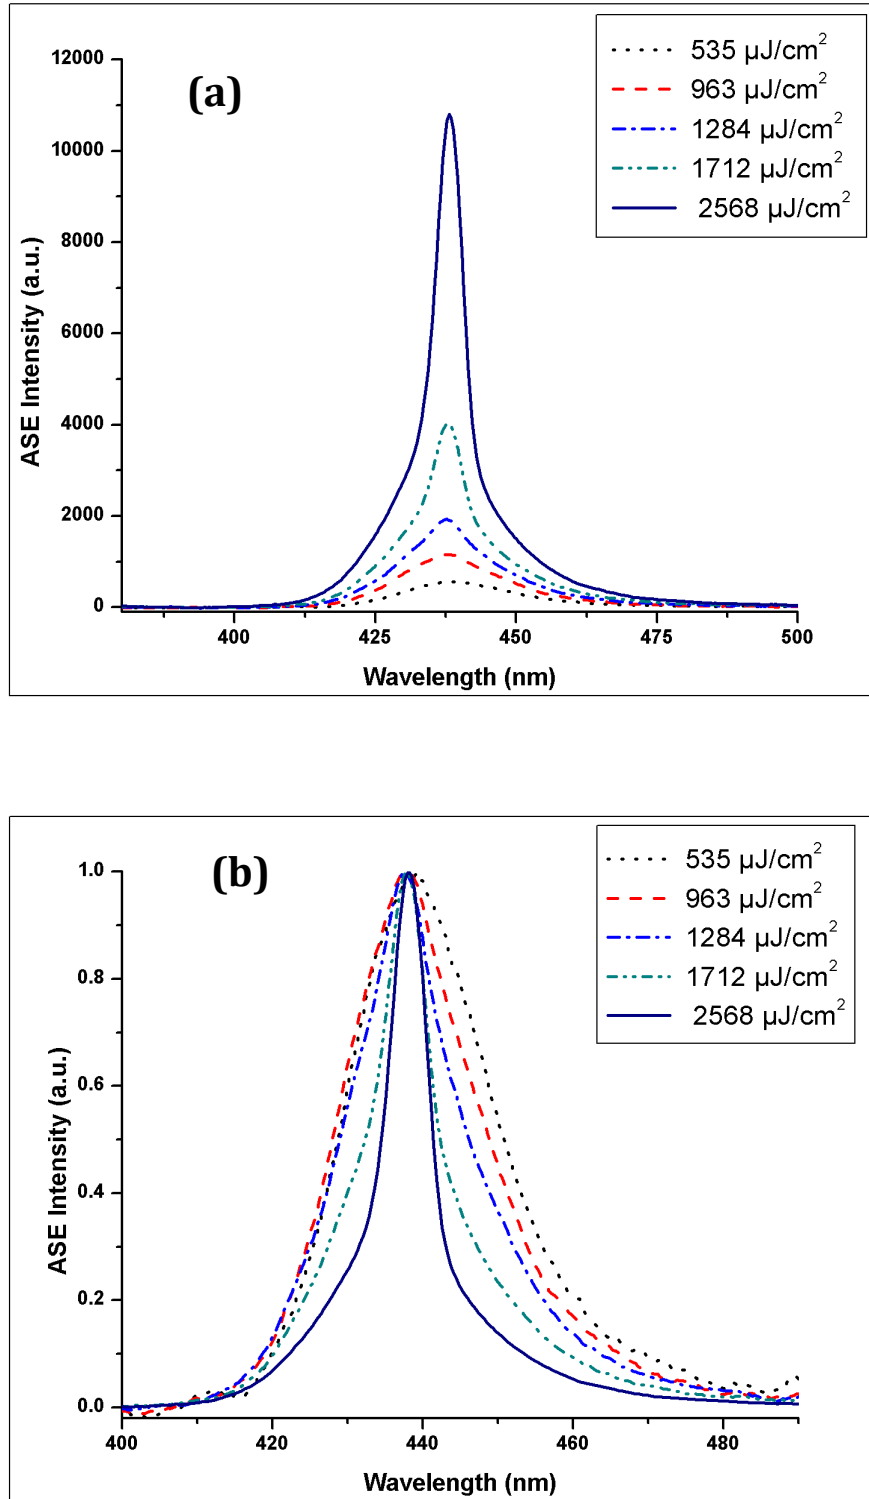 (a)
535 µJ/cm²
963 µJ/cm²
1284 µJ/cm²
1712 µJ/cm²
2568 µJ/cm²
12000
10000
8000
6000
4000
2000
0
ASE Intensity (a.u.)
400 425 450 475 500
Wavelength (nm)
(b)
535 µJ/cm²
963 µJ/cm²
1284 µJ/cm²
1712 µJ/cm²
2568 µJ/cm²
1.0
0.8
0.6
0.4
0.2
0.0
ASE Intensity (a.u.)
400 420 440 460 480
Wavelength (nm)